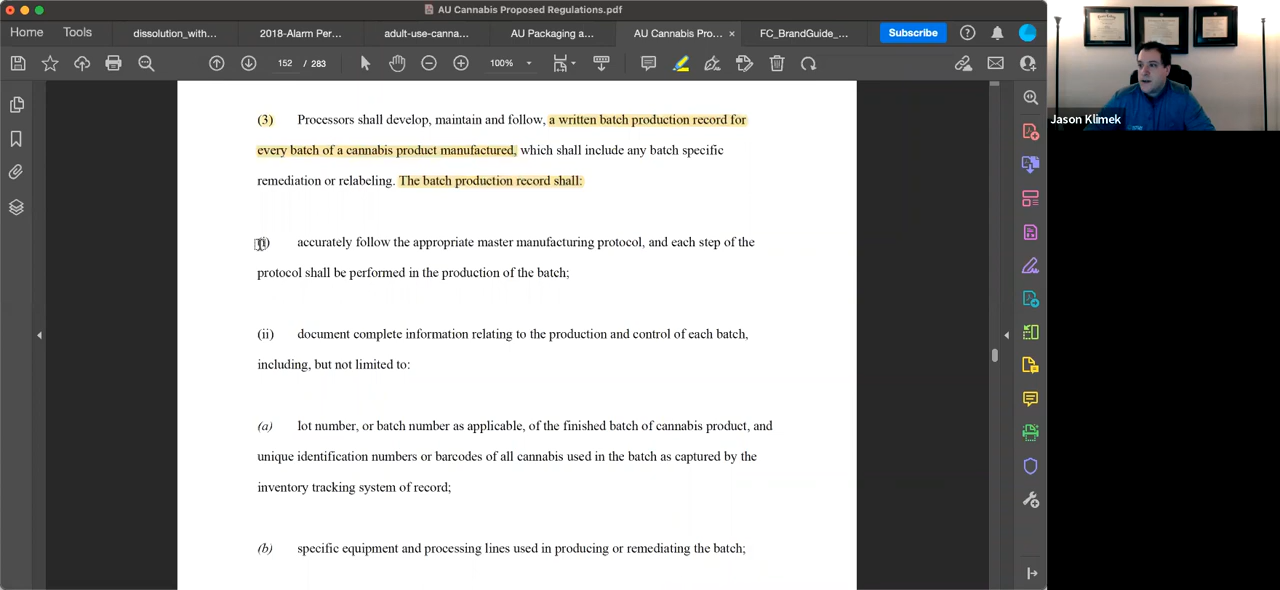 AU Cannabis Proposed Regulations.pdf
Home Tools dissolution_with... 2018-Alarm Per... adult-use-canna... AU Packaging a... AU Cannabis Pro... × FC_BrandGuide_... Subscribe
152 / 283 100%
Jason Klimek
(3) Processors shall develop, maintain and follow, a written batch production record for
every batch of a cannabis product manufactured, which shall include any batch specific
remediation or relabeling. The batch production record shall:
(i) accurately follow the appropriate master manufacturing protocol, and each step of the
protocol shall be performed in the production of the batch;
(ii) document complete information relating to the production and control of each batch,
including, but not limited to:
(a) lot number, or batch number as applicable, of the finished batch of cannabis product, and
unique identification numbers or barcodes of all cannabis used in the batch as captured by the
inventory tracking system of record;
(b) specific equipment and processing lines used in producing or remediating the batch;